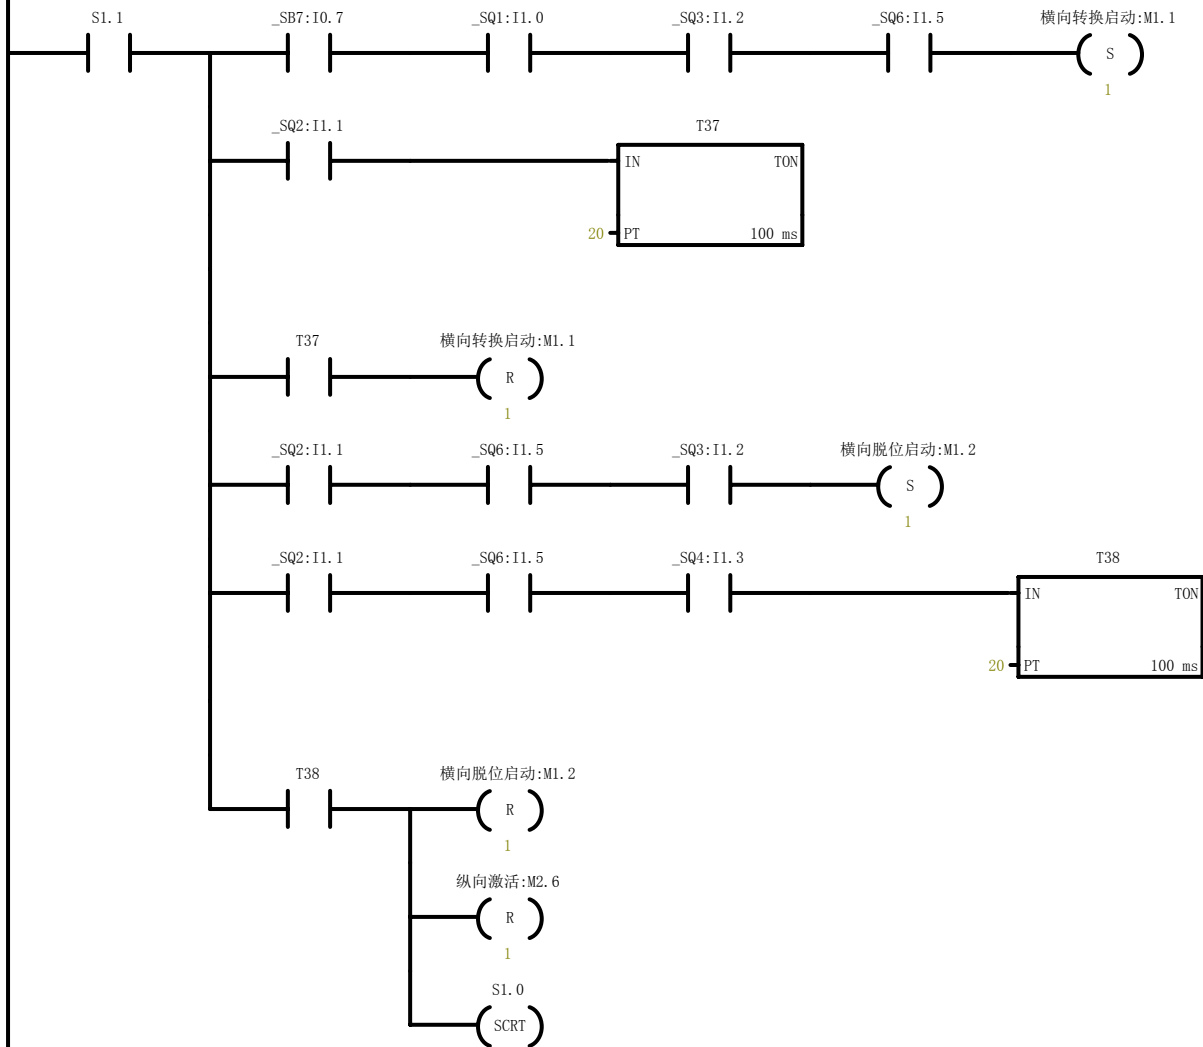 S1.1 _SB7:I0.7 _SQ1:I1.0 _SQ3:I1.2 _SQ6:I1.5 横向转换启动:M1.1
S
1
_SQ2:I1.1 T37
IN TON
20 PT 100 ms
T37 横向转换启动:M1.1
R
1
_SQ2:I1.1 _SQ6:I1.5 _SQ3:I1.2 横向脱位启动:M1.2
S
1
_SQ2:I1.1 _SQ6:I1.5 _SQ4:I1.3 T38
IN TON
20 PT 100 ms
T38 横向脱位启动:M1.2
R
1
纵向激活:M2.6
R
1
S1.0
SCRT